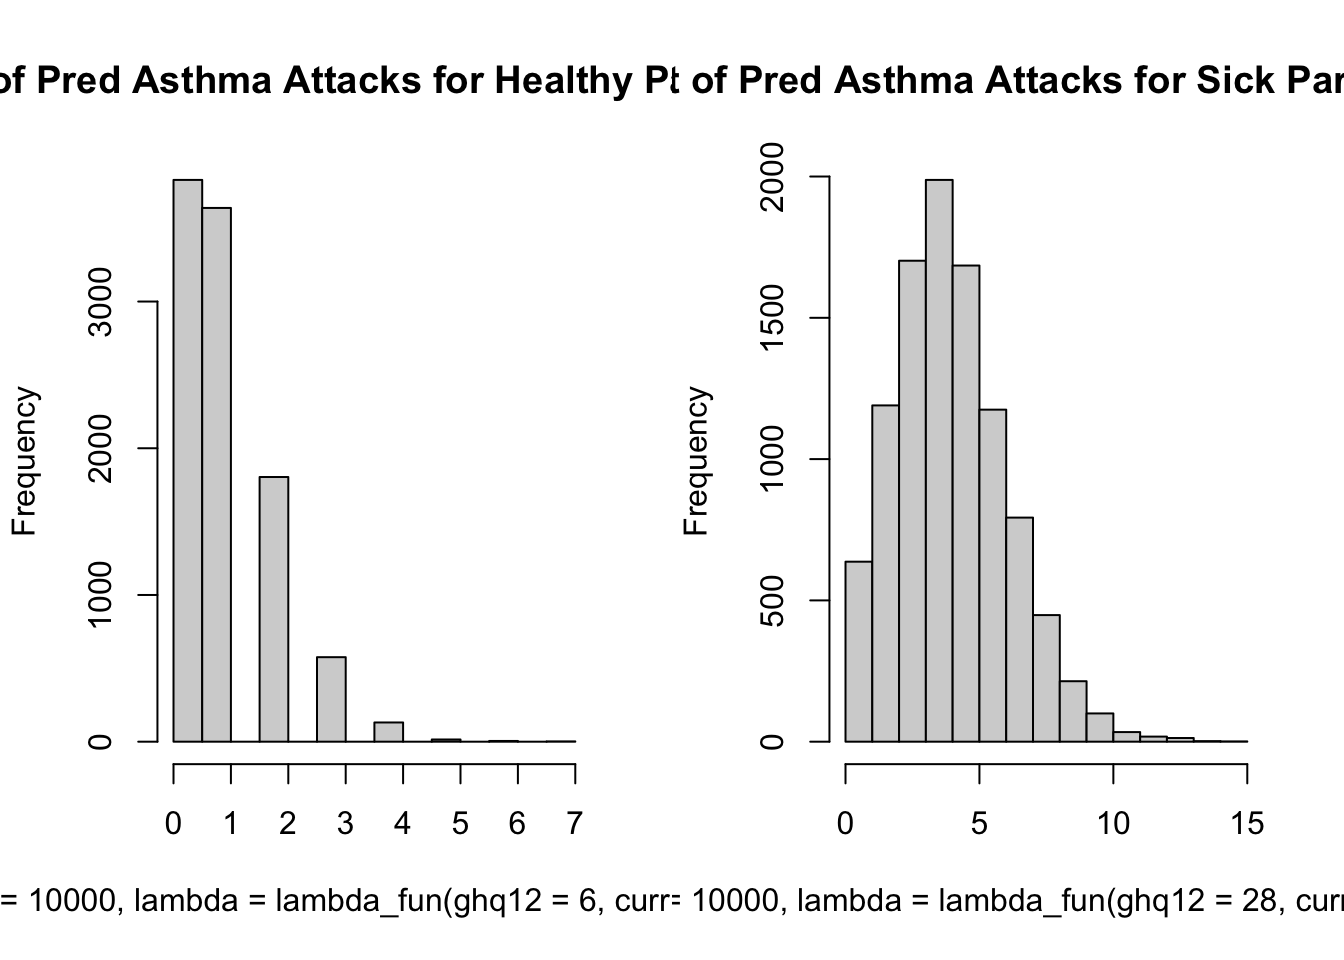 of Pred Asthma Attacks for Healthy P
of Pred Asthma Attacks for Sick Par
Frequency
0
1000
2000
3000
0 1 2 3 4 5 6 7
= 10000, lambda = lambda_fun(ghq12 = 6, curr
Frequency
0
500
1000
1500
2000
0 5 10 15
= 10000, lambda = lambda_fun(ghq12 = 28, curr